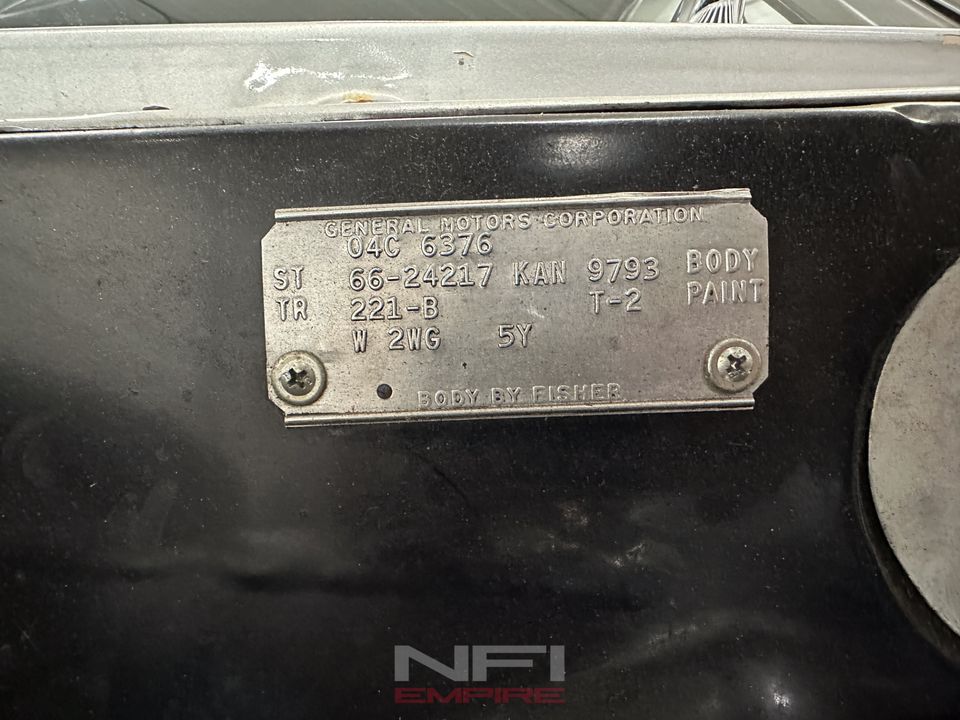 GENERAL MOTORS CORPORATION
04C 6376
ST 66-24217 KAN 9793 BODY
TR 221-B T-2 PAINT
W 2WG 5Y
BODY BY FISHER
NFI
EMPIRE